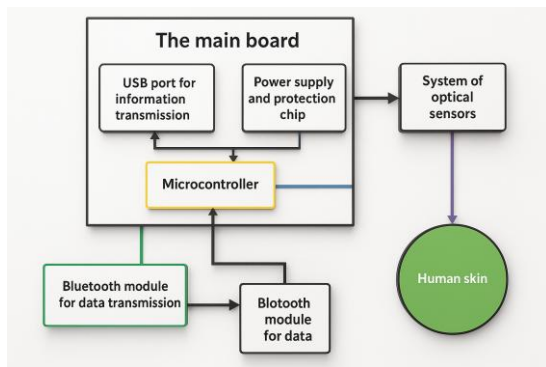 The main board
USB port for
information
transmission
Power supply
and protection
chip
System of
optical
sensors
Microcontroller
Bluetooth module
for data transmission
Blotooth
module
for data
Human skin